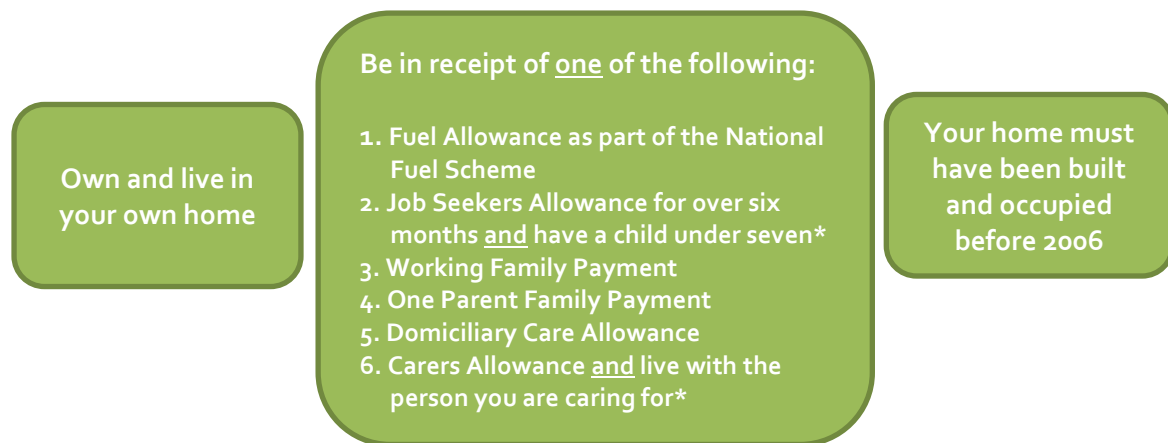 Own and live in
your own home
Be in receipt of one of the following:
1. Fuel Allowance as part of the National
Fuel Scheme
2. Job Seekers Allowance for over six
months and have a child under seven*
3. Working Family Payment
4. One Parent Family Payment
5. Domiciliary Care Allowance
6. Carers Allowance and live with the
person you are caring for*
Your home must
have been built
and occupied
before 2006